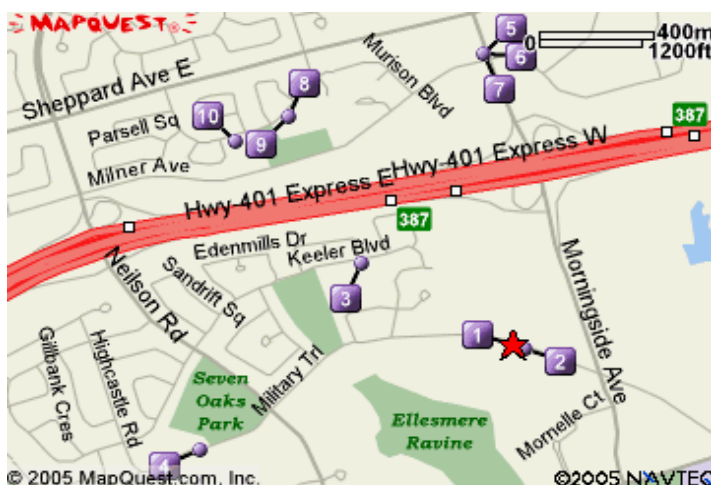 MAPQUEST
400m
0
1200ft
5
6
7
Sheppard Ave E
Murison Blvd
8
10
9
Parsell Sq
Milner Ave
387
Hwy-401 Express W
Hwy-401 Express E
387
Edenmills Dr
Keeler Blvd
Neilson Rd
Sandrift Sq
3
Morningside Ave
1
2
Gillbank Cres
Highcastle Rd
Military Trl
Seven
Oaks
Park
Ellesmere
Ravine
Mornelle Ct
4
© 2005 MapQuest.com, Inc.
©2005 NAVTEQ